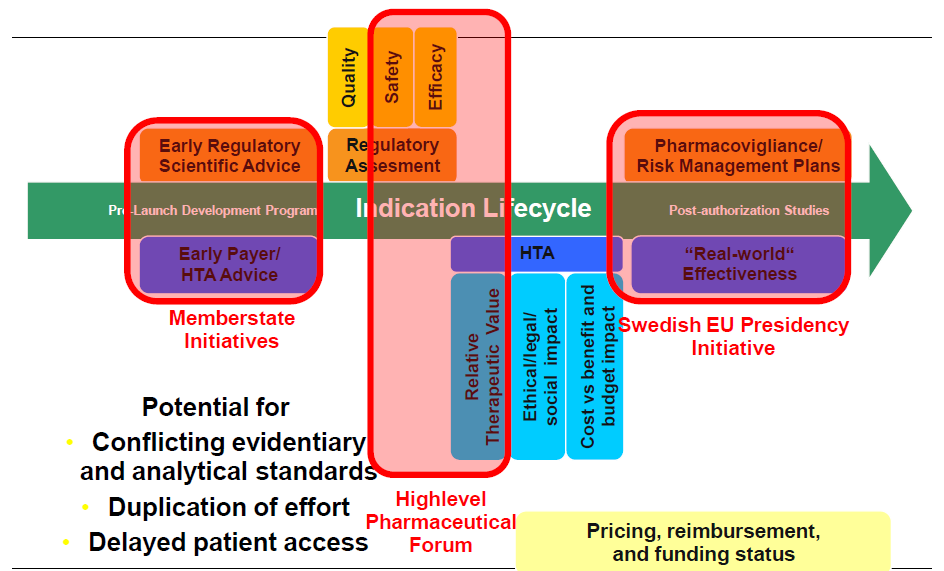 Quality
Safety
Efficacy
Early Regulatory
Scientific Advice
Regulatory
Assesment
Pharmacovigliance/
Risk Management Plans
Pre-Launch Development Program
Indication Lifecycle
Post-authorization Studies
Early Payer/
HTA Advice
HTA
“Real-world“
Effectiveness
Memberstate
Initiatives
Relative
Therapeutic Value
Ethical/legal/
social impact
Cost vs benefit and
budget impact
Swedish EU Presidency
Initiative
Potential for
• Conflicting evidentiary
and analytical standards
• Duplication of effort
• Delayed patient access
Highlevel
Pharmaceutical
Forum
Pricing, reimbursement,
and funding status